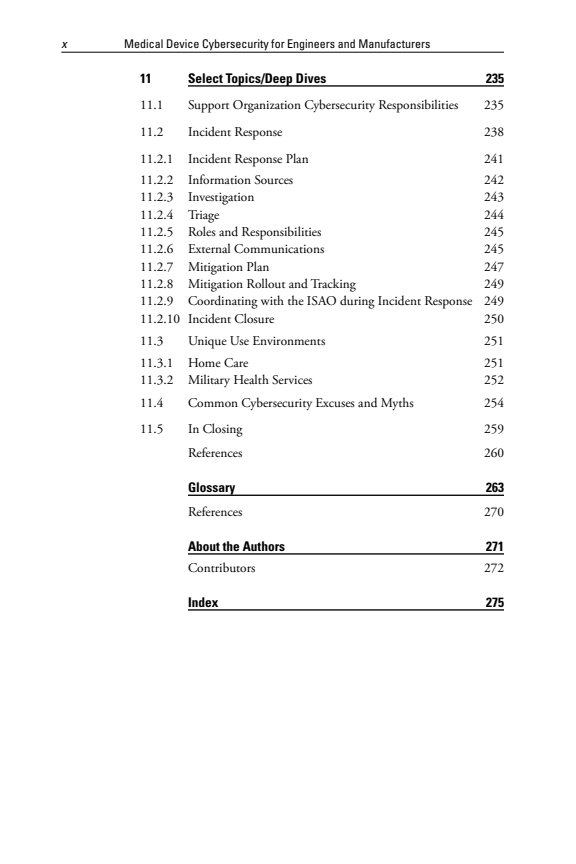 x Medical Device Cybersecurity for Engineers and Manufacturers
11 Select Topics/Deep Dives 235
11.1 Support Organization Cybersecurity Responsibilities 235
11.2 Incident Response 238
11.2.1 Incident Response Plan 241
11.2.2 Information Sources 242
11.2.3 Investigation 243
11.2.4 Triage 244
11.2.5 Roles and Responsibilities 245
11.2.6 External Communications 245
11.2.7 Mitigation Plan 247
11.2.8 Mitigation Rollout and Tracking 249
11.2.9 Coordinating with the ISAO during Incident Response 249
11.2.10 Incident Closure 250
11.3 Unique Use Environments 251
11.3.1 Home Care 251
11.3.2 Military Health Services 252
11.4 Common Cybersecurity Excuses and Myths 254
11.5 In Closing 259
References 260
Glossary 263
References 270
About the Authors 271
Contributors 272
Index 275